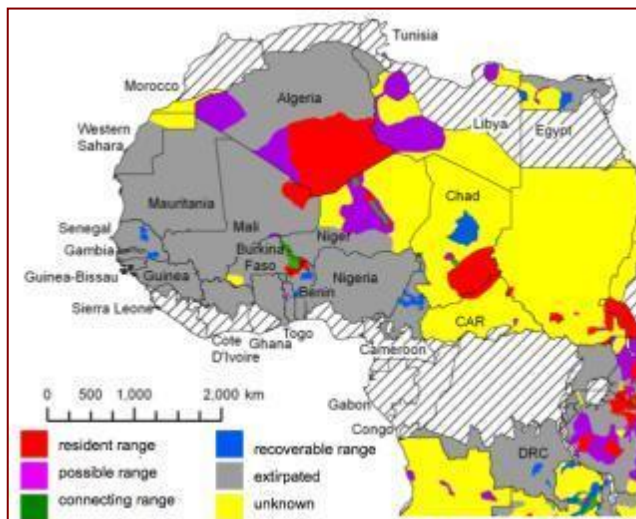 Tunisia
Morocco
Algeria
Western
Sahara
Libya
Egypt
Mauritania
Chad
Mali
Senegal
Niger
Gambia
Burkina
Faso
Guinea-Bissau
Guinea
Benin
Nigeria
Sierra Leone
CAR
Togo
Ghana
Cote
D'Ivoire
Cameroon
Gabon
Congo
DRC
0 500 1,000 2,000 km
resident range
possible range
connecting range
recoverable range
extirpated
unknown